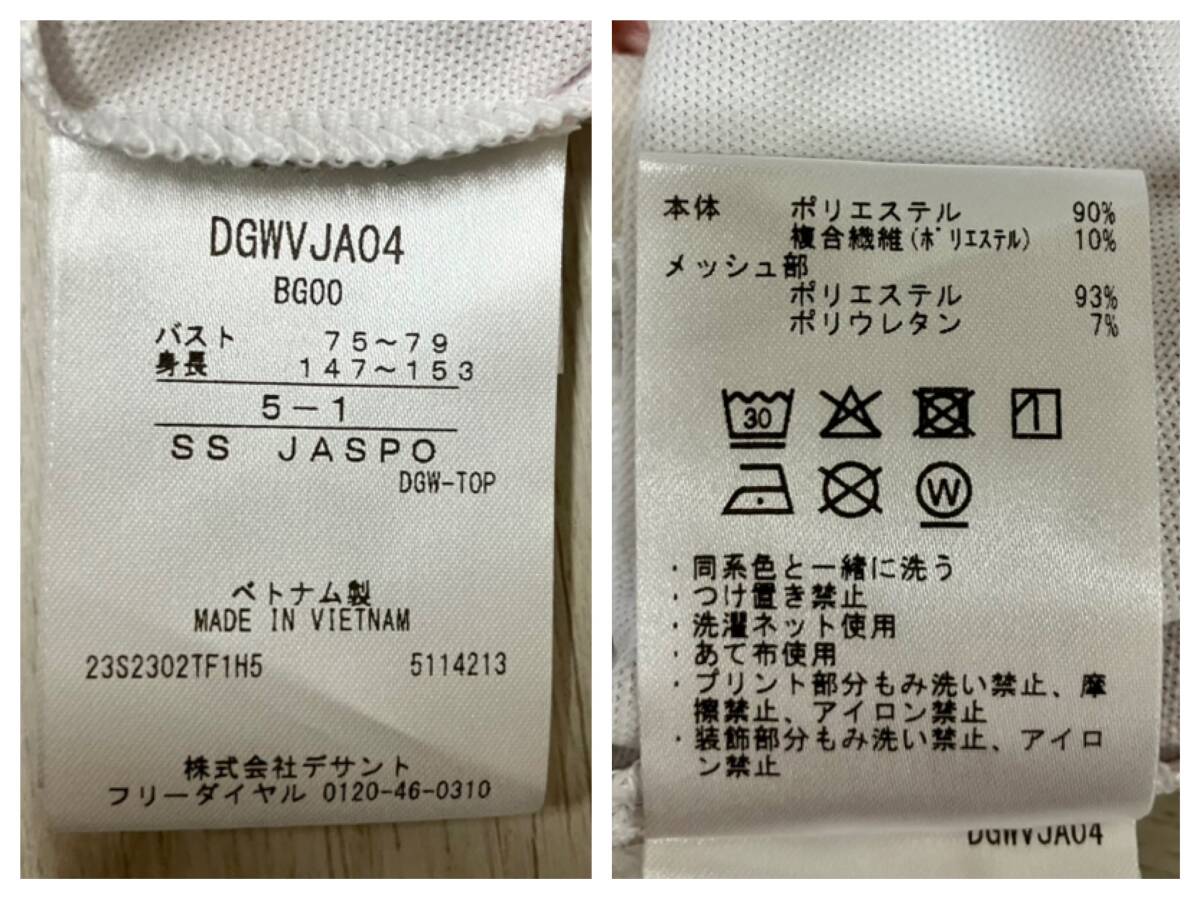 DGWVJA04
BG00
バスト 75～79
身長 147～153
5-1
SS JASPO
DGW-TOP
ベトナム製
MADE IN VIETNAM
23S2302TF1H5 5114213
株式会社デサント
フリーダイヤル 0120-46-0310
本体 ポリエステル 90%
複合繊維(ﾎﾟﾘｴｽﾃﾙ) 10%
メッシュ部
ポリエステル 93%
ポリウレタン 7%
30
W
・同系色と一緒に洗う
・つけ置き禁止
・洗濯ネット使用
・あて布使用
・プリント部分もみ洗い禁止、摩
擦禁止、アイロン禁止
・装飾部分もみ洗い禁止、アイロ
ン禁止
DGWVJA04